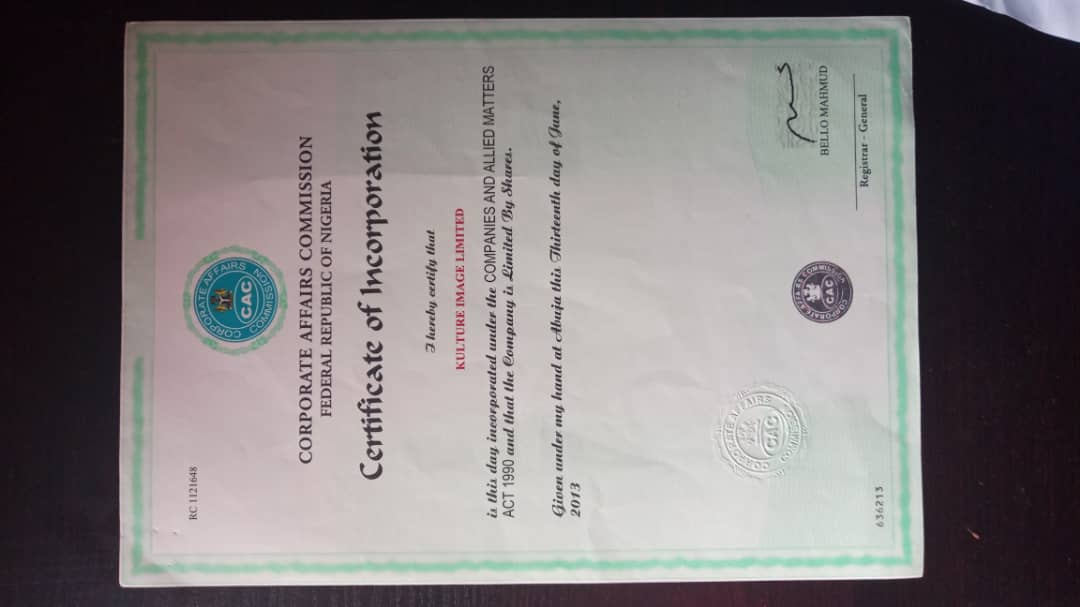 RC 1121648
CORPORATE AFFAIRS COMMISSION
CAC
CORPORATE AFFAIRS COMMISSION
FEDERAL REPUBLIC OF NIGERIA
Certificate of Incorporation
I hereby certify that
KULTURE IMAGE LIMITED
is this day incorporated under the COMPANIES AND ALLIED MATTERS
ACT 1990 and that the Company is Limited By Shares.
Given under my hand at Abuja this Thirteenth day of June,
2013
CORPORATE AFFAIRS COMMISSION
CAC
CORPORATE AFFAIRS COMMISSION
CAC
BELLO MAHMUD
Registrar - General
636213